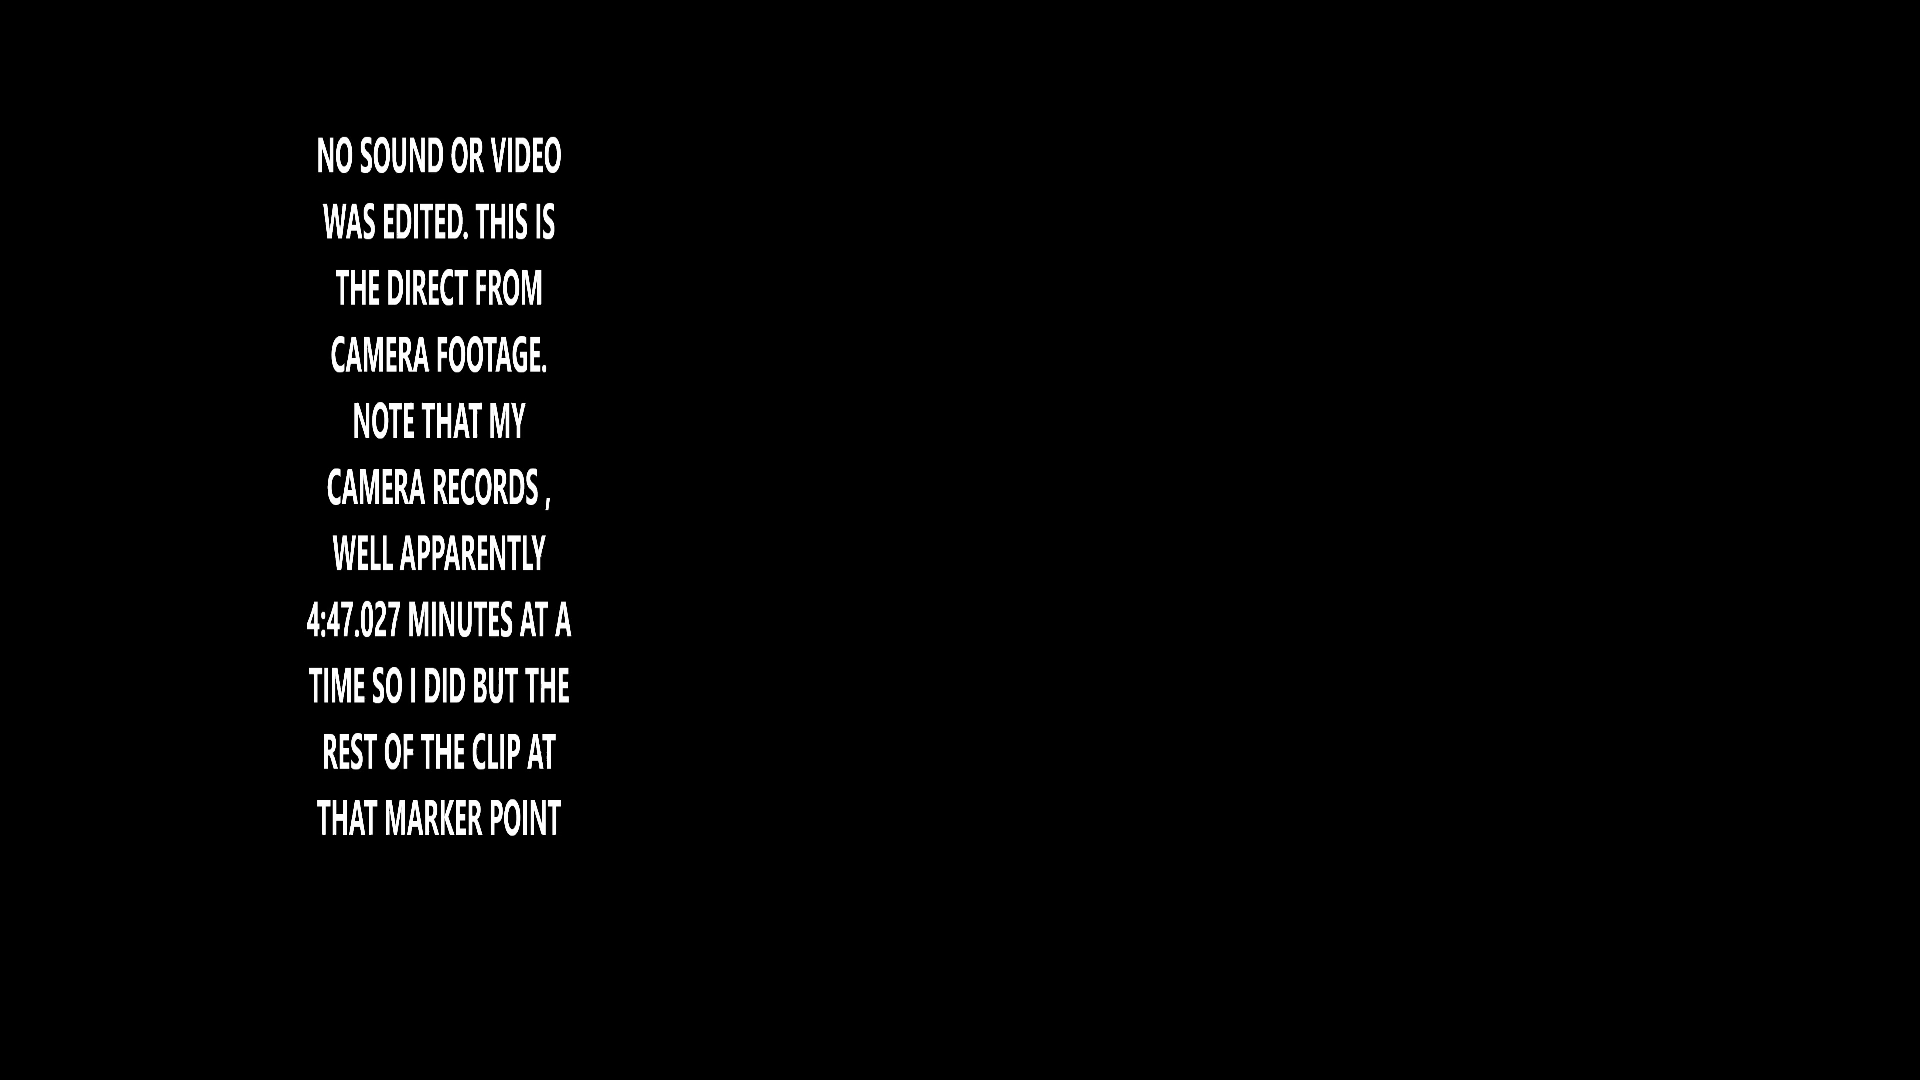 NO SOUND OR VIDEO
WAS EDITED. THIS IS
THE DIRECT FROM
CAMERA FOOTAGE.
NOTE THAT MY
CAMERA RECORDS ,
WELL APPARENTLY
4:47.027 MINUTES AT A
TIME SO I DID BUT THE
REST OF THE CLIP AT
THAT MARKER POINT